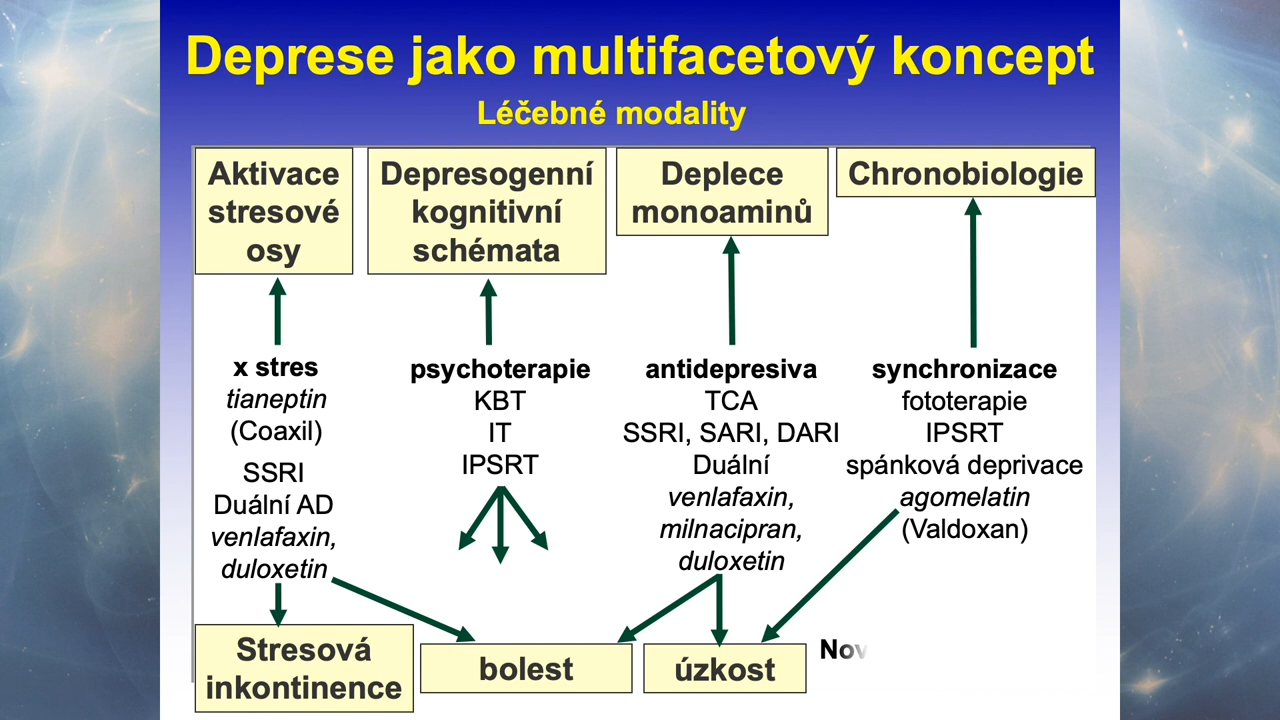 Deprese jako multifacetový koncept
Léčebné modality
Aktivace
stresové
osy
Depresogenní
kognitivní
schémata
Deplece
monoaminů
Chronobiologie
x stres
tianeptin
(Coaxil)
SSRI
Duální AD
venlafaxin,
duloxetin
psychoterapie
KBT
IT
IPSRT
antidepresiva
TCA
SSRI, SARI, DARI
Duální
venlafaxin,
milnacipran,
duloxetin
synchronizace
fototerapie
IPSRT
spánková deprivace
agomelatin
(Valdoxan)
Stresová
inkontinence
bolest
úzkost